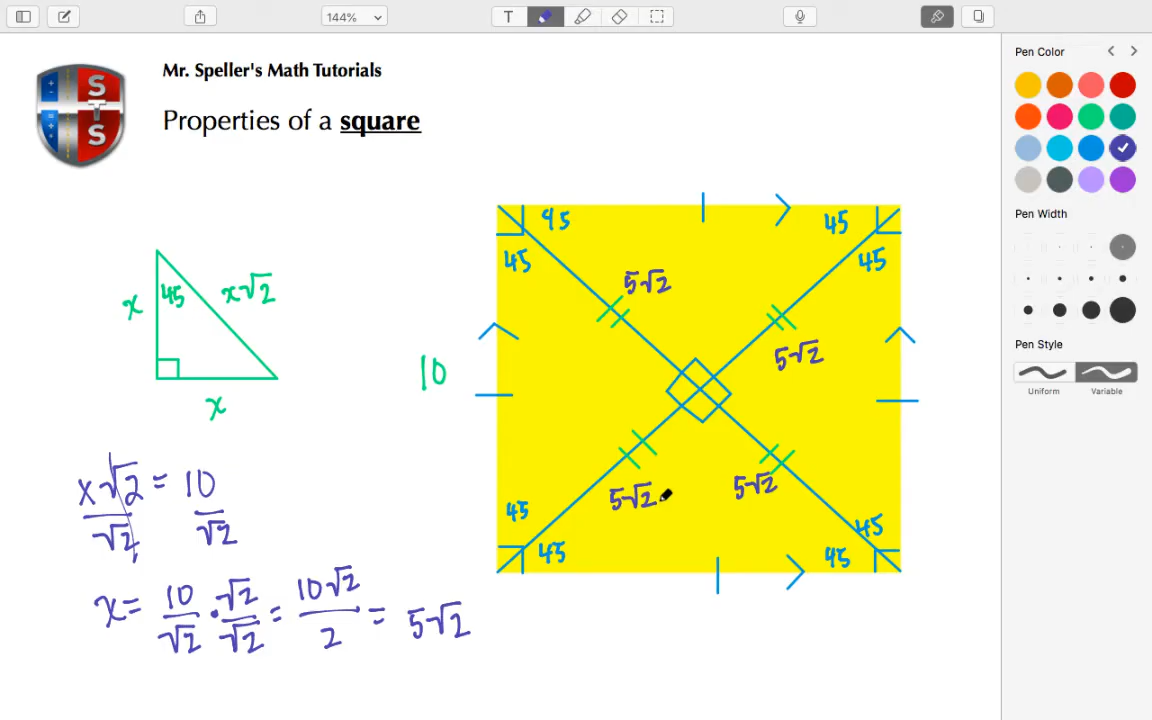 144%
T
Pen Color
Mr. Speller's Math Tutorials
S
T
S
Properties of a square
Pen Width
Pen Style
Uniform
Variable
x
45
x√2
x
10
45
45
45
45
5√2
5√2
5√2
5√2
45
45
45
45
x√2 = 10
√2 √2
x = 10/√2 • √2/√2 = 10√2/2 = 5√2